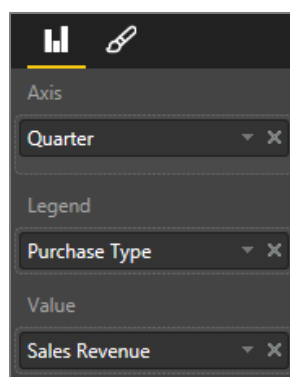 Axis
Quarter
Legend
Purchase Type
Value
Sales Revenue